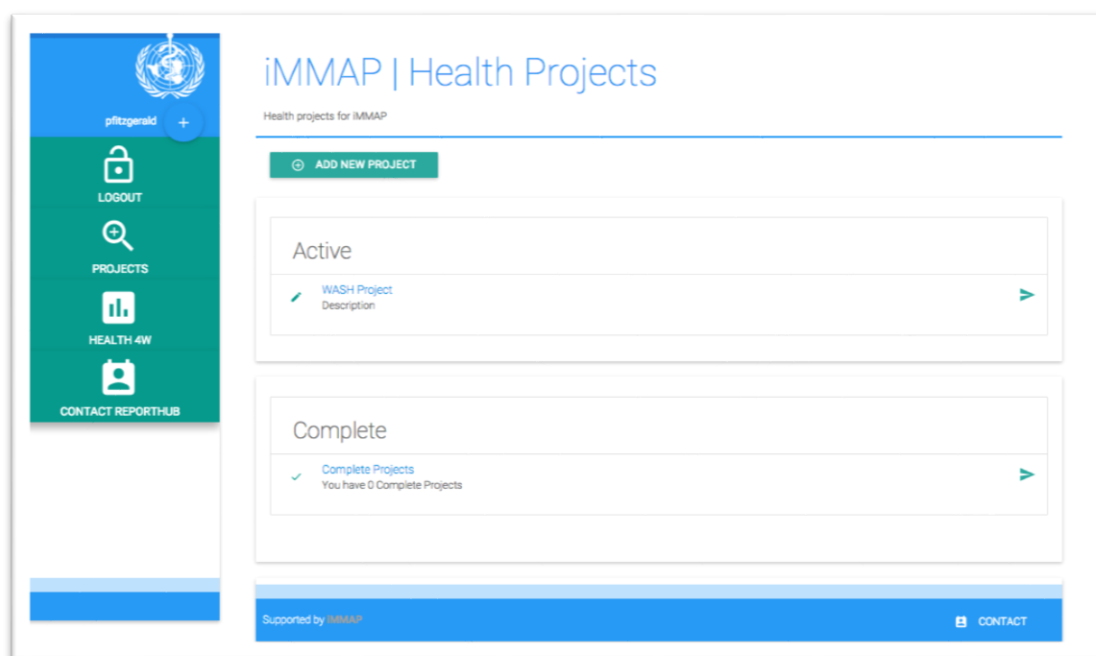 pfitzgerald
+
LOGOUT
PROJECTS
HEALTH 4W
CONTACT REPORTHUB
iMMAP | Health Projects
Health projects for iMMAP
ADD NEW PROJECT
Active
WASH Project
Description
Complete
Complete Projects
You have 0 Complete Projects
Supported by iMMAP
CONTACT